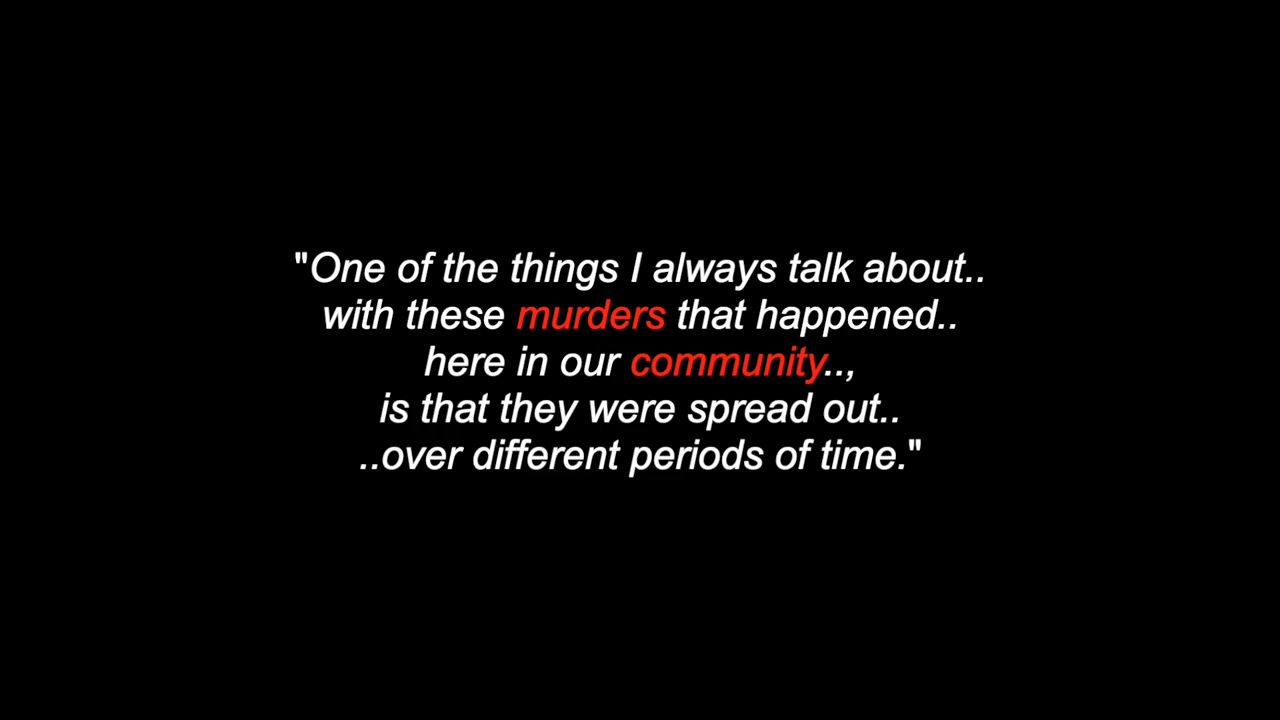 "One of the things I always talk about..
with these murders that happened..
here in our community..,
is that they were spread out..
..over different periods of time."